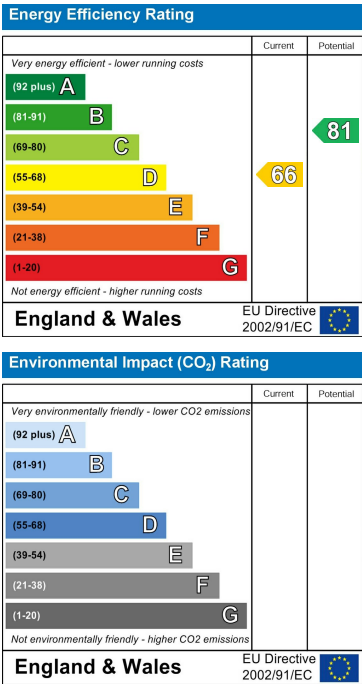 Energy Efficiency Rating
Current Potential
Very energy efficient - lower running costs
(92 plus) A
(81-91) B
81
(69-80) C
(55-68) D
66
(39-54) E
(21-38) F
(1-20) G
Not energy efficient - higher running costs
England & Wales
EU Directive
2002/91/EC
Environmental Impact (CO₂) Rating
Current Potential
Very environmentally friendly - lower CO2 emissions
(92 plus) A
(81-91) B
(69-80) C
(55-68) D
(39-54) E
(21-38) F
(1-20) G
Not environmentally friendly - higher CO2 emissions
England & Wales
EU Directive
2002/91/EC